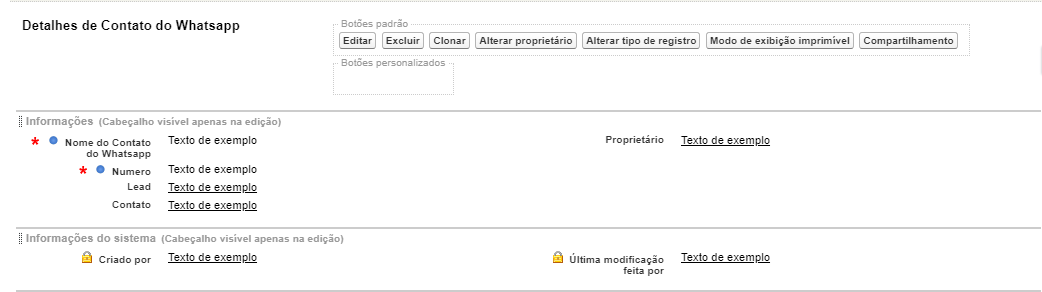 Detalhes de Contato do Whatsapp
Botões padrão
Editar Excluir Clonar Alterar proprietário Alterar tipo de registro Modo de exibição imprimível Compartilhamento
Botões personalizados
Informações (Cabeçalho visível apenas na edição)
* Nome do Contato do Whatsapp Texto de exemplo
Proprietário Texto de exemplo
* Numero Texto de exemplo
Lead Texto de exemplo
Contato Texto de exemplo
Informações do sistema (Cabeçalho visível apenas na edição)
Criado por Texto de exemplo
Última modificação feita por Texto de exemplo